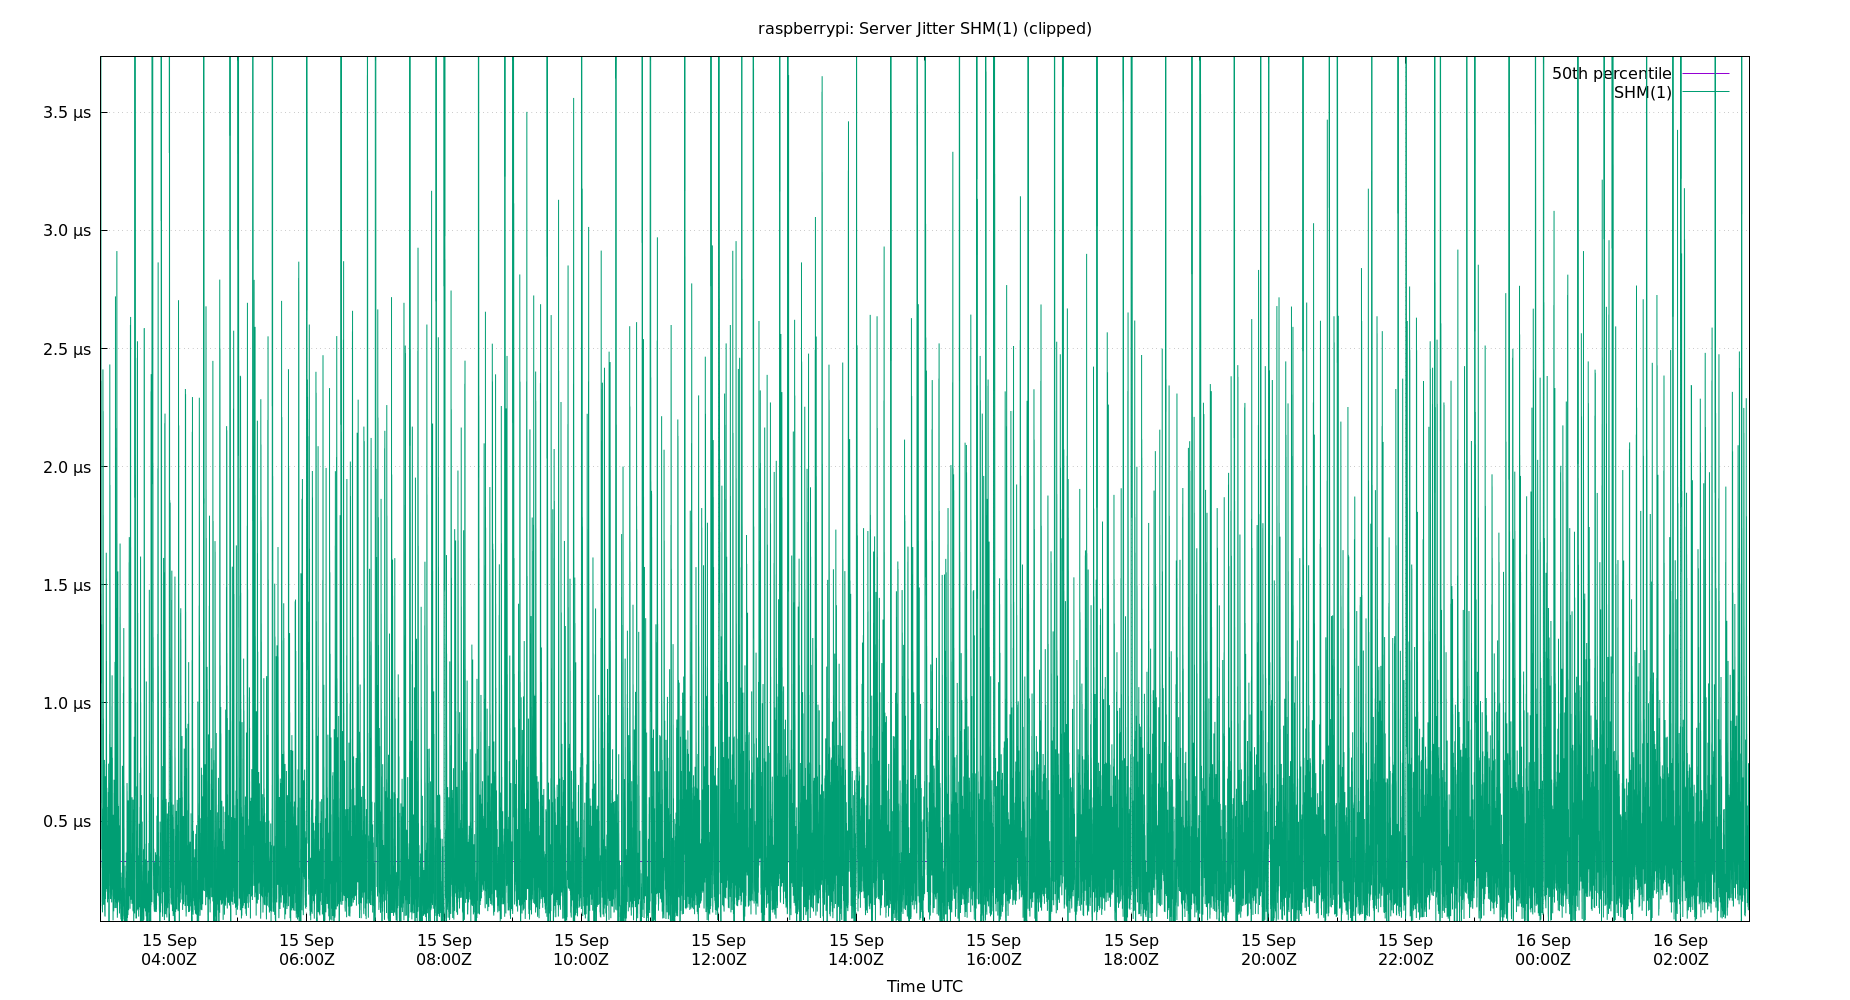 raspberrypi: Server Jitter SHM(1) (clipped)
50th percentile
SHM(1)
3.5 µs
3.0 µs
2.5 µs
2.0 µs
1.5 µs
1.0 µs
0.5 µs
15 Sep 15 Sep 15 Sep 15 Sep 15 Sep 15 Sep 15 Sep 15 Sep 15 Sep 15 Sep 16 Sep 16 Sep
04:00Z 06:00Z 08:00Z 10:00Z 12:00Z 14:00Z 16:00Z 18:00Z 20:00Z 22:00Z 00:00Z 02:00Z
Time UTC